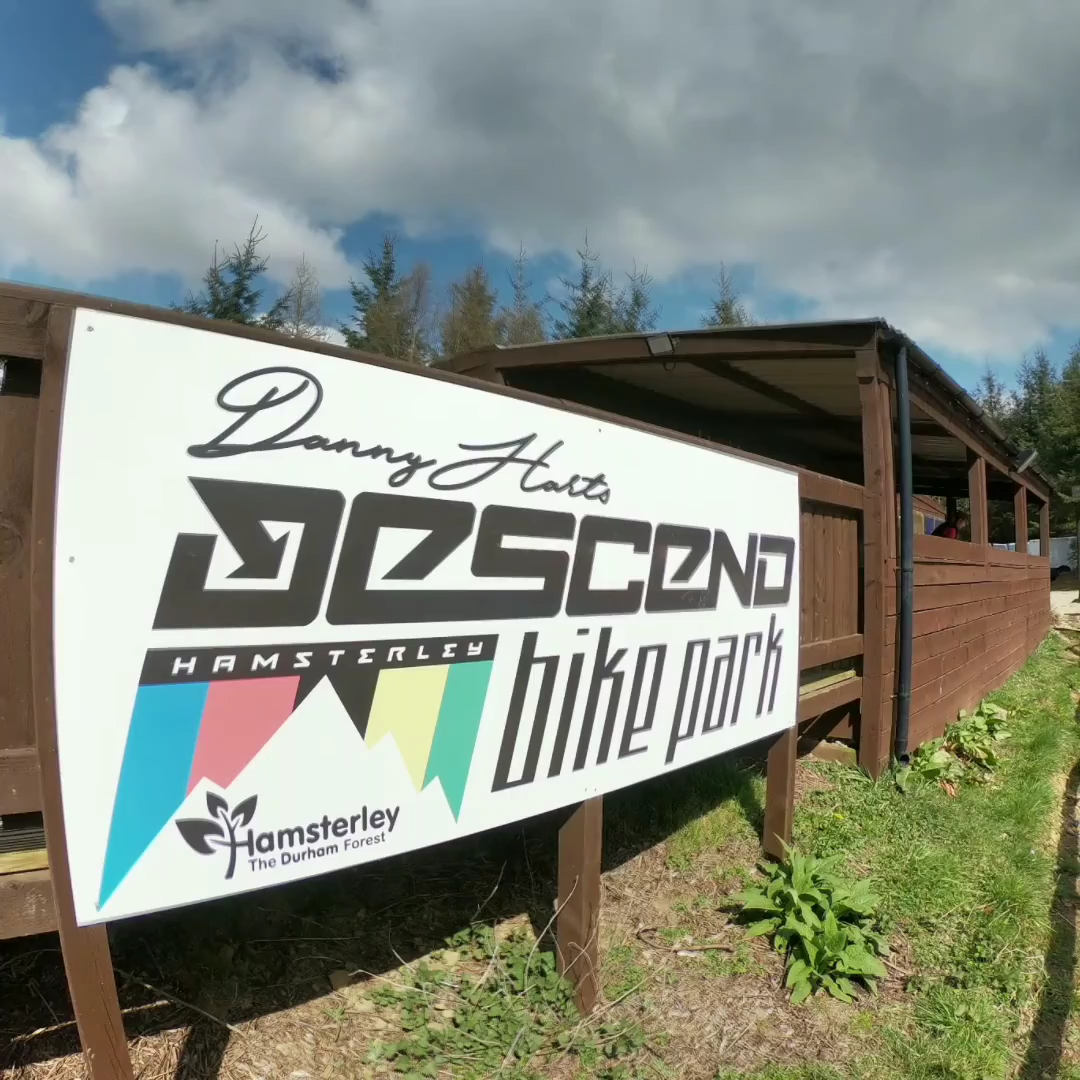 Danny Harts
DESCEND
HAMSTERLEY
bike park
Hamsterley
The Durham Forest